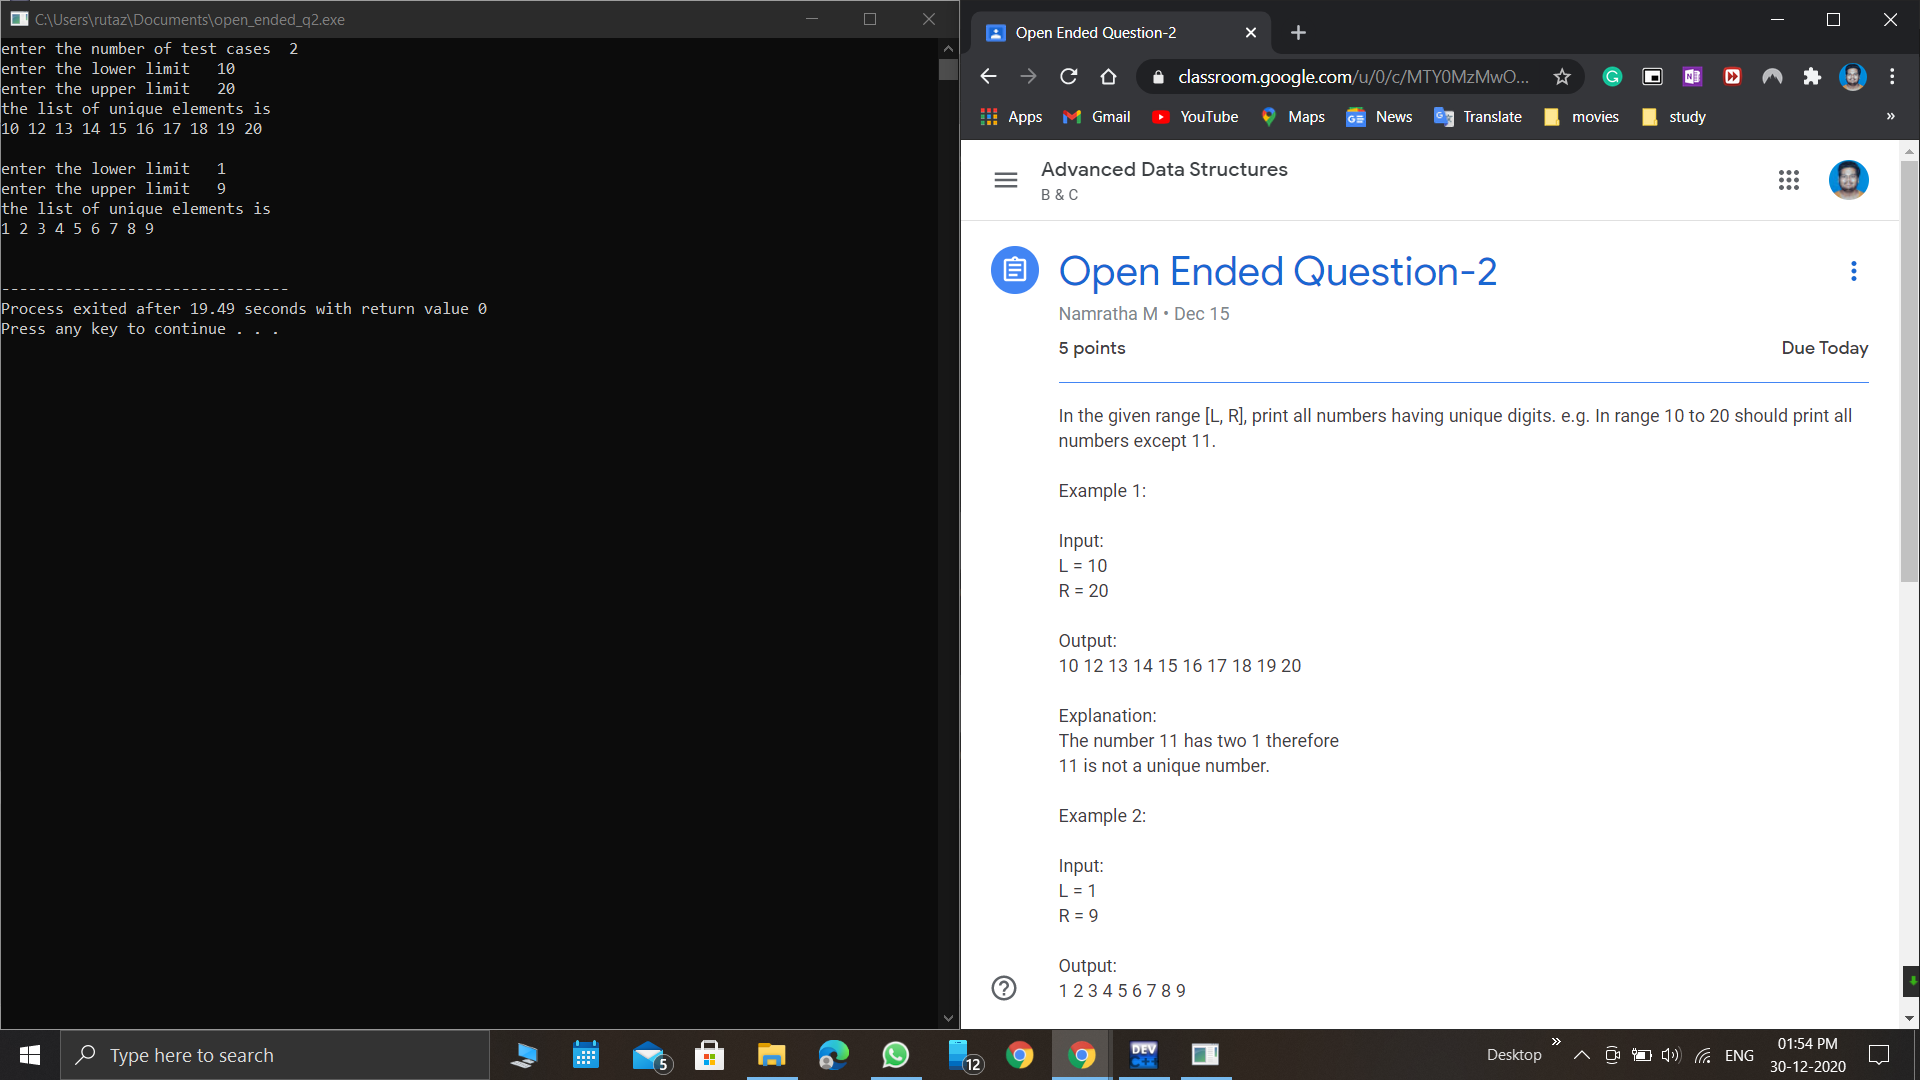 C:\Users\rutaz\Documents\open_ended_q2.exe
enter the number of test cases  2
enter the lower limit   10
enter the upper limit   20
the list of unique elements is
10 12 13 14 15 16 17 18 19 20
enter the lower limit   1
enter the upper limit   9
the list of unique elements is
1 2 3 4 5 6 7 8 9
--------------------------------
Process exited after 19.49 seconds with return value 0
Press any key to continue . . .
Open Ended Question-2
classroom.google.com/u/0/c/MTY0MzMwO...
Apps Gmail YouTube Maps News Translate movies study »
Advanced Data Structures
B & C
Open Ended Question-2
Namratha M • Dec 15
5 points Due Today
In the given range [L, R], print all numbers having unique digits. e.g. In range 10 to 20 should print all
numbers except 11.
Example 1:
Input:
L = 10
R = 20
Output:
10 12 13 14 15 16 17 18 19 20
Explanation:
The number 11 has two 1 therefore
11 is not a unique number.
Example 2:
Input:
L = 1
R = 9
Output:
1 2 3 4 5 6 7 8 9
Type here to search
5
12
DEV
C++
Desktop » ENG
01:54 PM
30-12-2020